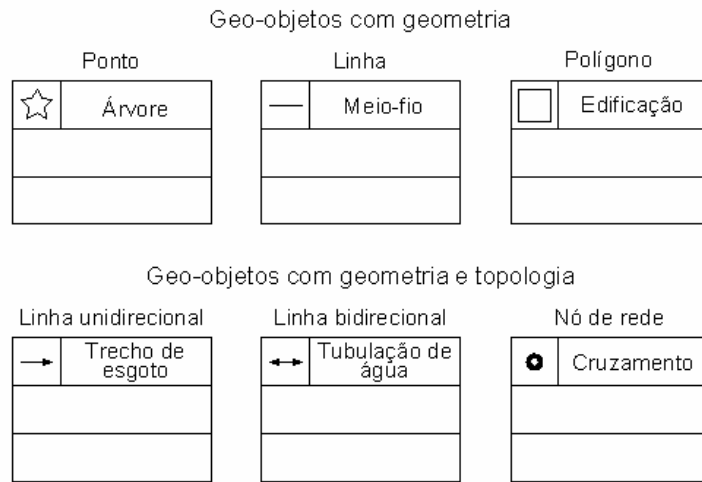 Geo-objetos com geometria
Ponto
Linha
Polígono
Árvore
Meio-fio
Edificação
Geo-objetos com geometria e topologia
Linha unidirecional
Linha bidirecional
Nó de rede
Trecho de
esgoto
Tubulação de
água
Cruzamento